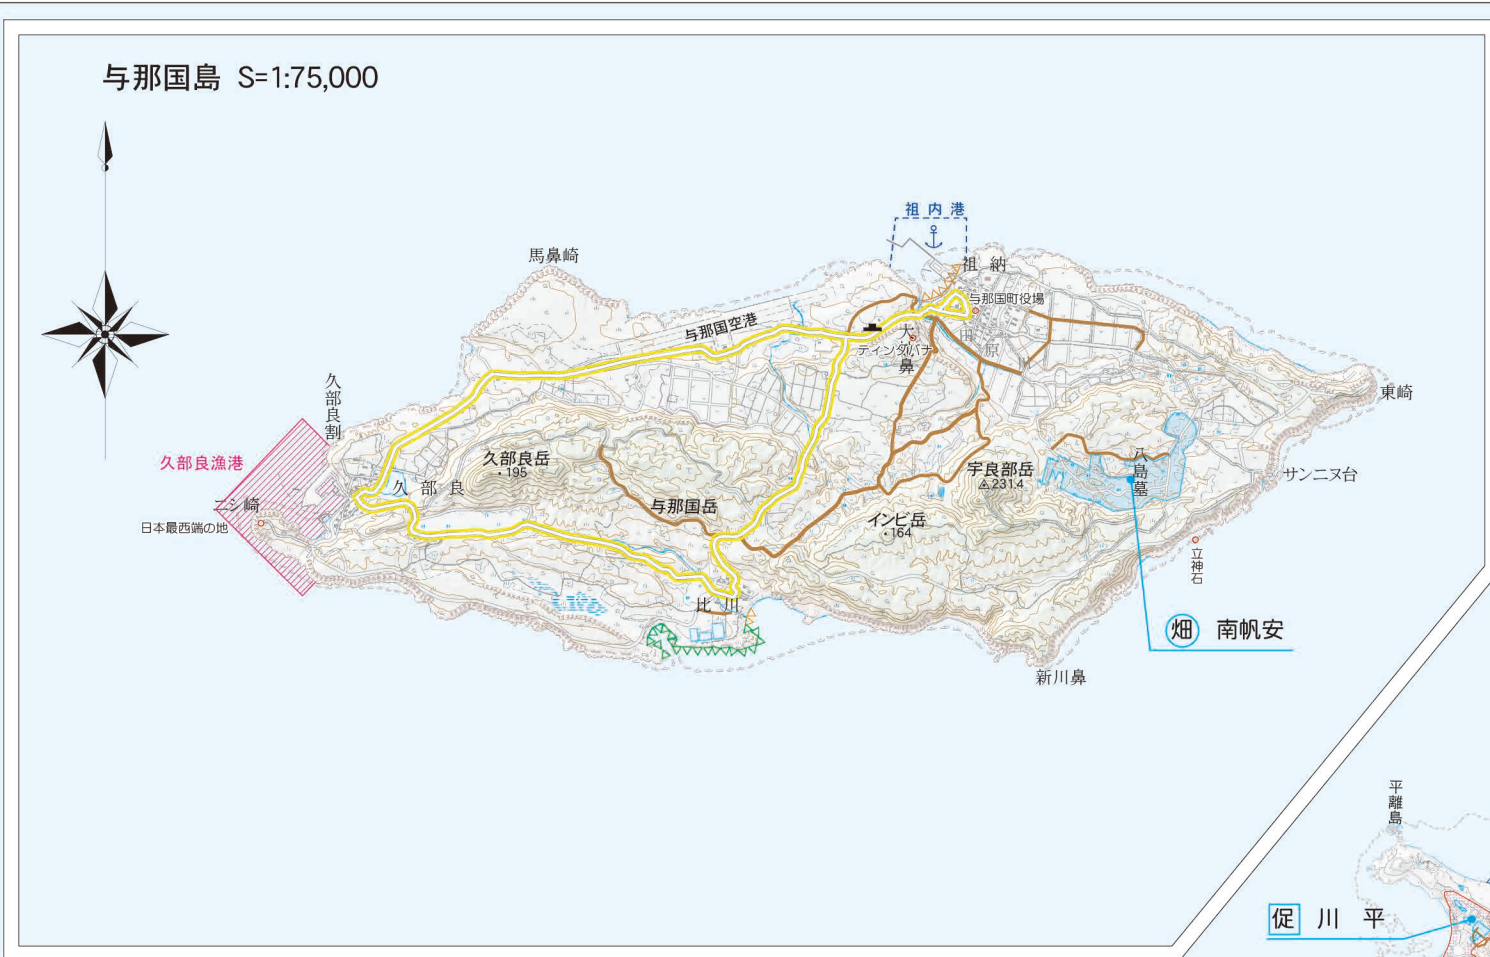 与那国島 S=1:75,000
祖内港
馬鼻崎
祖納
与那国町役場
与那国空港
大鼻
田原
ティンダバナ
久部良割
東崎
久部良漁港
久部良岳
・195
久部良
宇良部岳
△231.4
八島墓
サンニヌ台
ニシ崎
与那国岳
日本最西端の地
インビ岳
・164
立神石
比川
畑 南帆安
新川鼻
平離島
促 川平